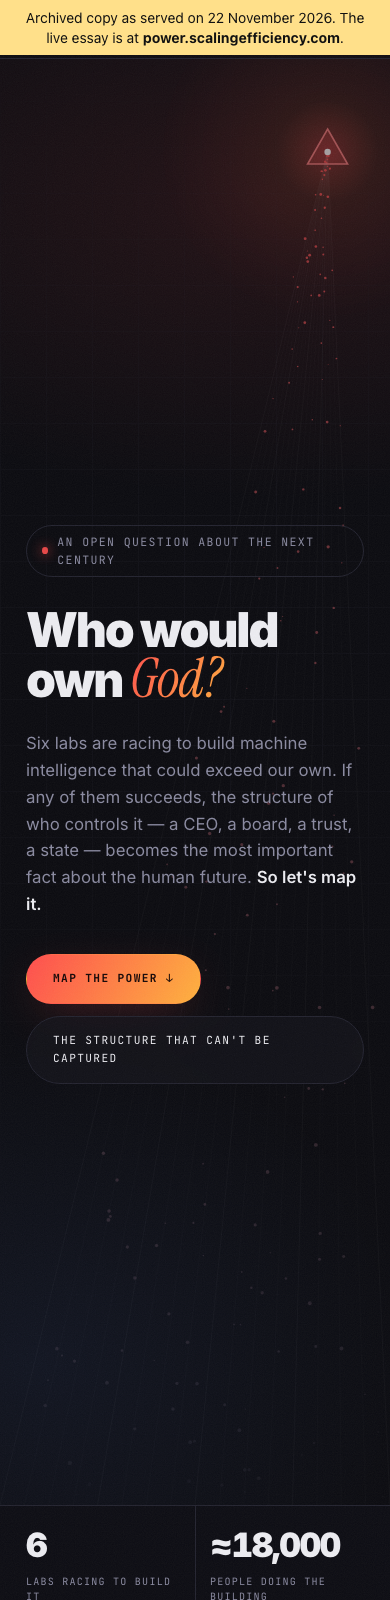 Archived copy as served on 22 November 2026. The
live essay is at power.scalingefficiency.com.
AN OPEN QUESTION ABOUT THE NEXT
CENTURY
Who would
own God?
Six labs are racing to build machine
intelligence that could exceed our own. If
any of them succeeds, the structure of
who controls it — a CEO, a board, a trust,
a state — becomes the most important
fact about the human future. So let's map
it.
MAP THE POWER ↓
THE STRUCTURE THAT CAN'T BE
CAPTURED
6
LABS RACING TO BUILD
IT
≈18,000
PEOPLE DOING THE
BUILDING